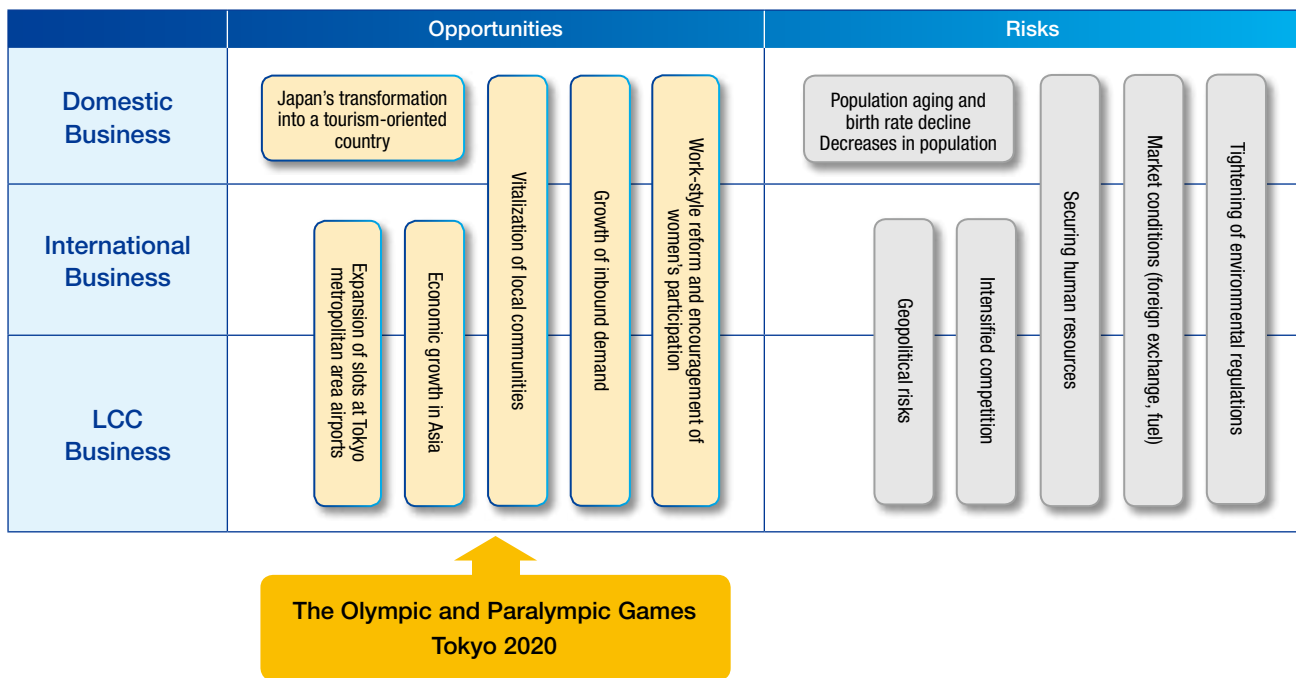 Opportunities
Risks
Domestic
Business
Japan's transformation
into a tourism-oriented
country
Population aging and
birth rate decline
Decreases in population
International
Business
LCC
Business
Expansion of slots at Tokyo
metropolitan area airports
Economic growth in Asia
Vitalization of local communities
Growth of inbound demand
Work-style reform and encouragement of
women's participation
Geopolitical risks
Intensified competition
Securing human resources
Market conditions (foreign exchange, fuel)
Tightening of environmental regulations
The Olympic and Paralympic Games
Tokyo 2020